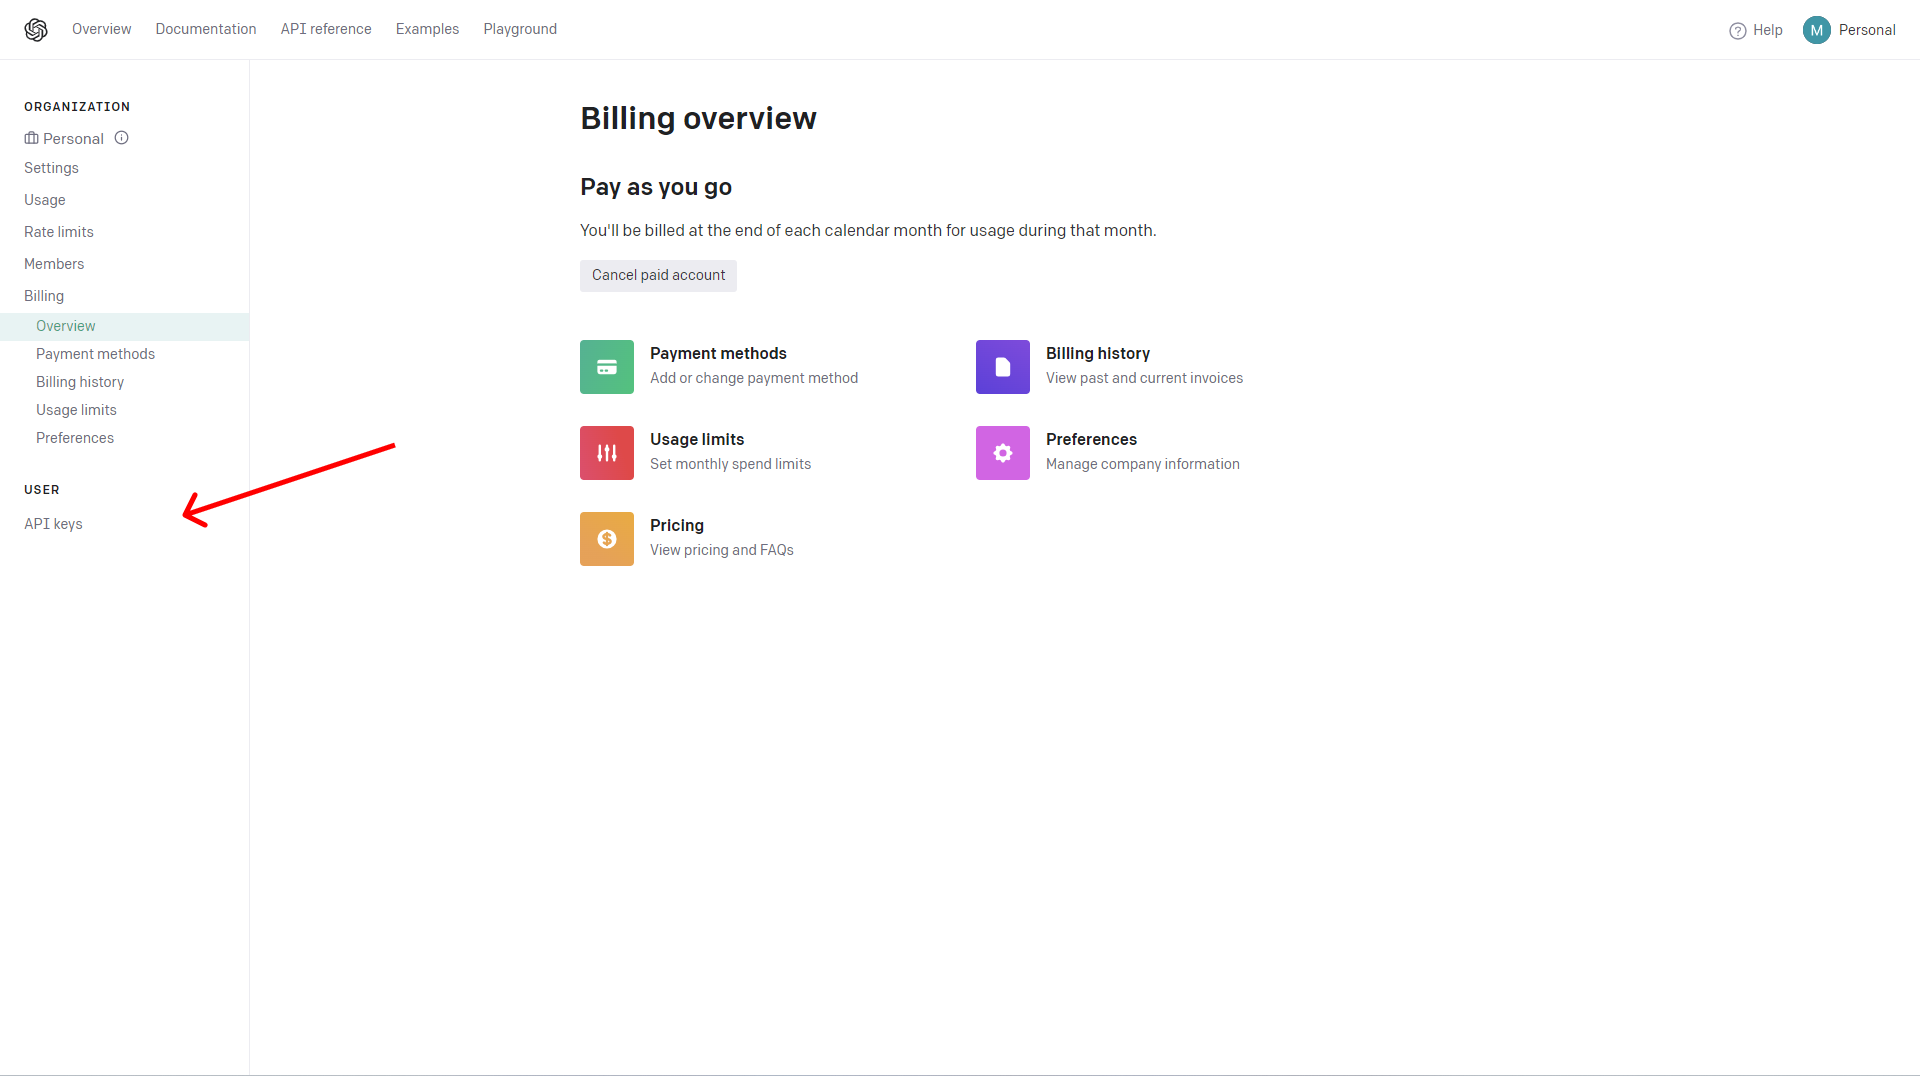 Overview Documentation API reference Examples Playground
Help M Personal
ORGANIZATION
Personal
Settings
Usage
Rate limits
Members
Billing
Overview
Payment methods
Billing history
Usage limits
Preferences
USER
API keys
Billing overview
Pay as you go
You'll be billed at the end of each calendar month for usage during that month.
Cancel paid account
Payment methods
Add or change payment method
Billing history
View past and current invoices
Usage limits
Set monthly spend limits
Preferences
Manage company information
Pricing
View pricing and FAQs